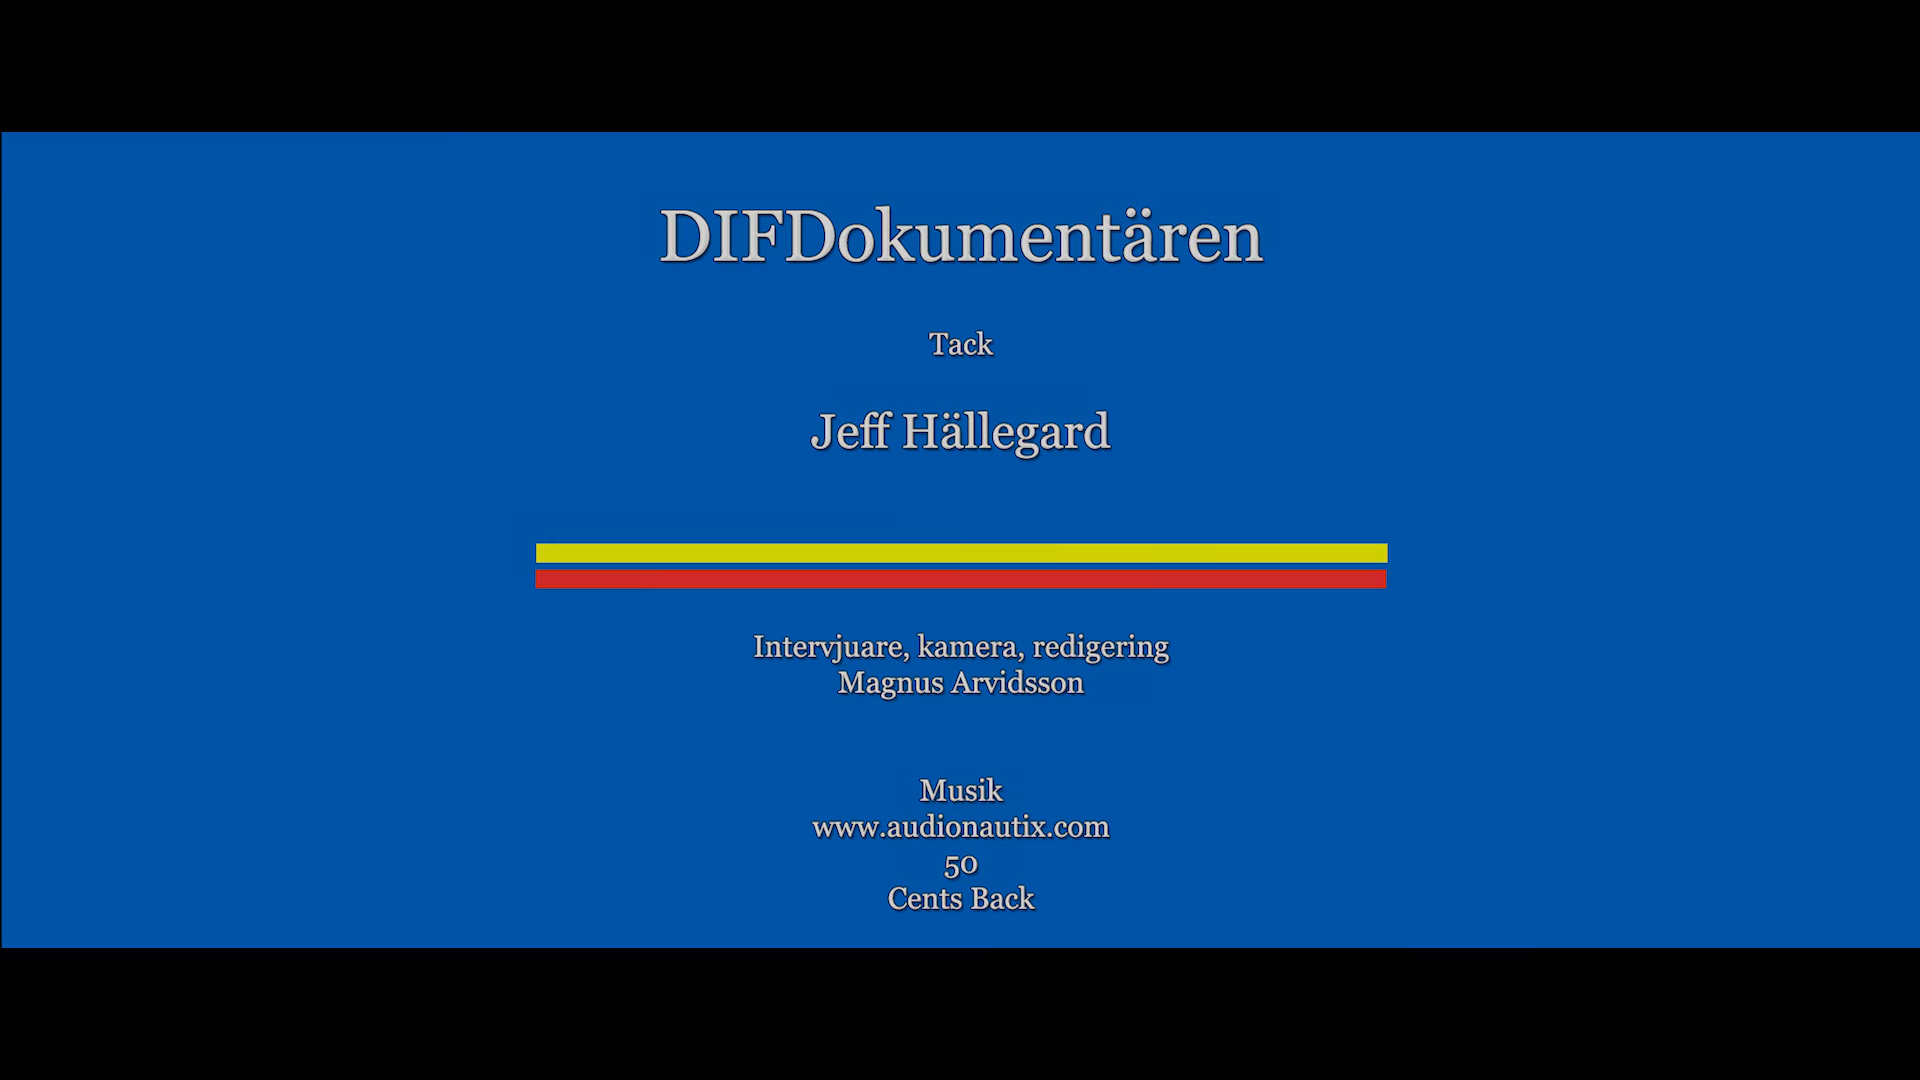 DIFDokumentären
Tack
Jeff Hällegard
Intervjuare, kamera, redigering
Magnus Arvidsson
Musik
www.audionautix.com
50
Cents Back